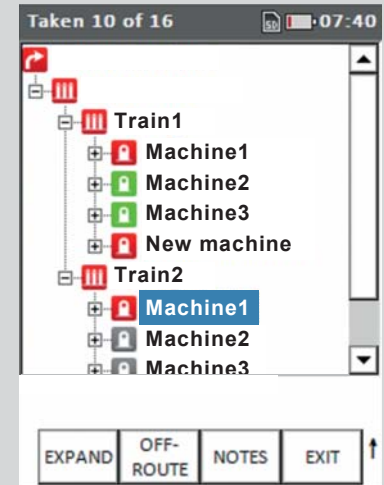 Taken 10 of 16 SD 07:40
Train1
Machine1
Machine2
Machine3
New machine
Train2
Machine1
Machine2
Machine3
EXPAND OFF-ROUTE NOTES EXIT